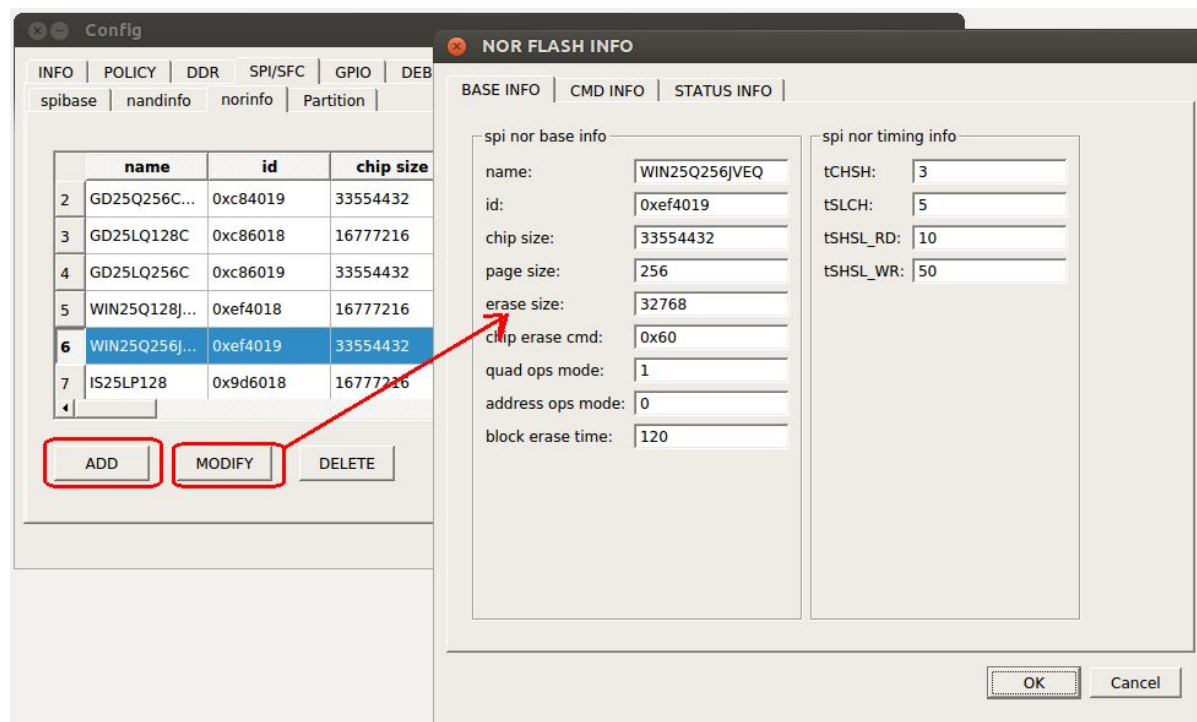 Config
INFO POLICY DDR SPI/SFC GPIO DEB
spibase nandinfo norinfo Partition
name id chip size
2 GD25Q256C... 0xc84019 33554432
3 GD25LQ128C 0xc86018 16777216
4 GD25LQ256C 0xc86019 33554432
5 WIN25Q128J... 0xef4018 16777216
6 WIN25Q256J... 0xef4019 33554432
7 IS25LP128 0x9d6018 16777216
ADD MODIFY DELETE
NOR FLASH INFO
BASE INFO CMD INFO STATUS INFO
spi nor base info
name: WIN25Q256JVEQ
id: 0xef4019
chip size: 33554432
page size: 256
erase size: 32768
chip erase cmd: 0x60
quad ops mode: 1
address ops mode: 0
block erase time: 120
spi nor timing info
tCHSH: 3
tSLCH: 5
tSHSL_RD: 10
tSHSL_WR: 50
OK Cancel